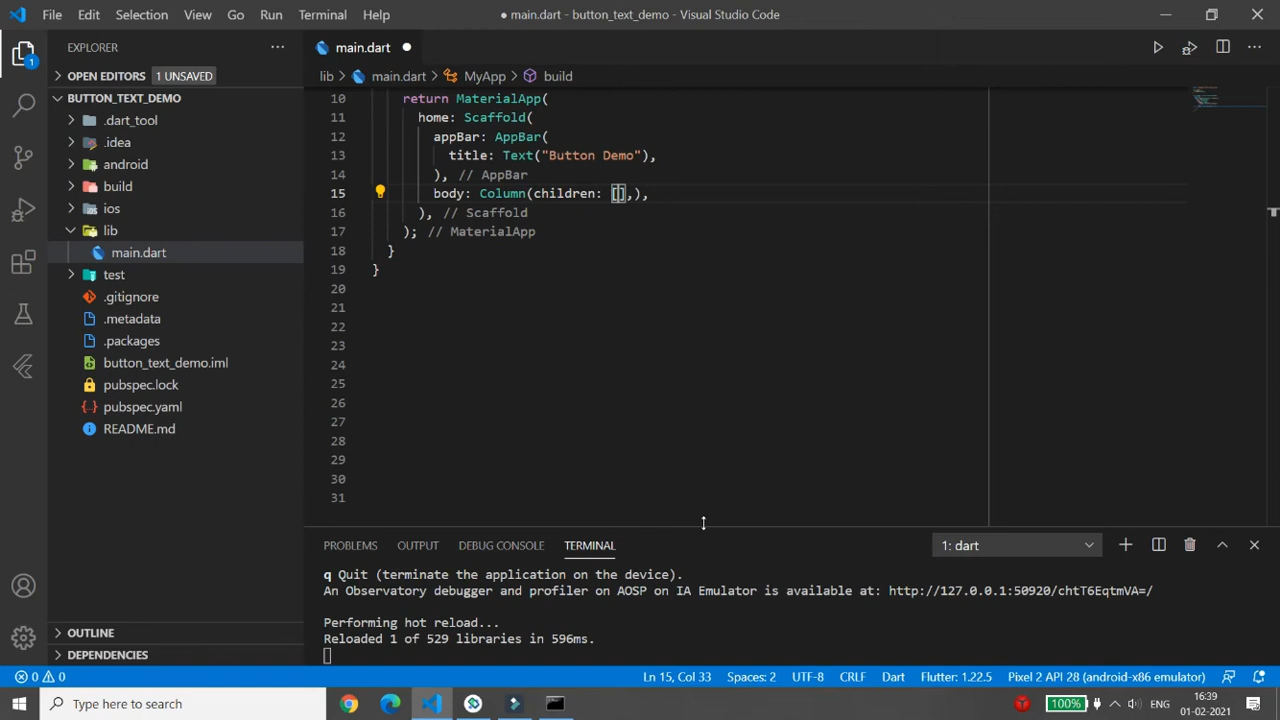 File Edit Selection View Go Run Terminal Help
● main.dart - button_text_demo - Visual Studio Code
EXPLORER
OPEN EDITORS 1 UNSAVED
BUTTON_TEXT_DEMO
.dart_tool
.idea
android
build
ios
lib
main.dart
test
.gitignore
.metadata
.packages
button_text_demo.iml
pubspec.lock
pubspec.yaml
README.md
OUTLINE
DEPENDENCIES
1
main.dart
lib > main.dart > MyApp > build
10 return MaterialApp(
11 home: Scaffold(
12 appBar: AppBar(
13 title: Text("Button Demo"),
14 ), // AppBar
15 body: Column(children: [],),
16 ), // Scaffold
17 ); // MaterialApp
18 }
19 }
20
21
22
23
24
25
26
27
28
29
30
31
PROBLEMS OUTPUT DEBUG CONSOLE TERMINAL 1: dart
q Quit (terminate the application on the device).
An Observatory debugger and profiler on AOSP on IA Emulator is available at: http://127.0.0.1:50920/chtT6EqtmVA=/
Performing hot reload...
Reloaded 1 of 529 libraries in 596ms.
0 0 Ln 15, Col 33 Spaces: 2 UTF-8 CRLF Dart Flutter: 1.22.5 Pixel 2 API 28 (android-x86 emulator)
Type here to search
100% ENG 16:39
01-02-2021